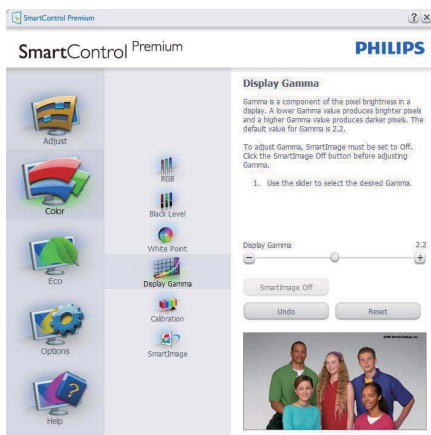 SmartControl Premium
SmartControl Premium
PHILIPS
Adjust
Color
Eco
Options
Help
RGB
Black Level
White Point
Display Gamma
Calibration
SmartImage
Display Gamma
Gamma is a component of the pixel brightness in a
display. A lower Gamma value produces brighter pixels
and a higher Gamma value produces darker pixels. The
default value for Gamma is 2.2.
To adjust Gamma, SmartImage must be set to Off.
Click the SmartImage Off button before adjusting
Gamma.
1. Use the slider to select the desired Gamma.
Display Gamma 2.2
SmartImage Off
Undo Reset